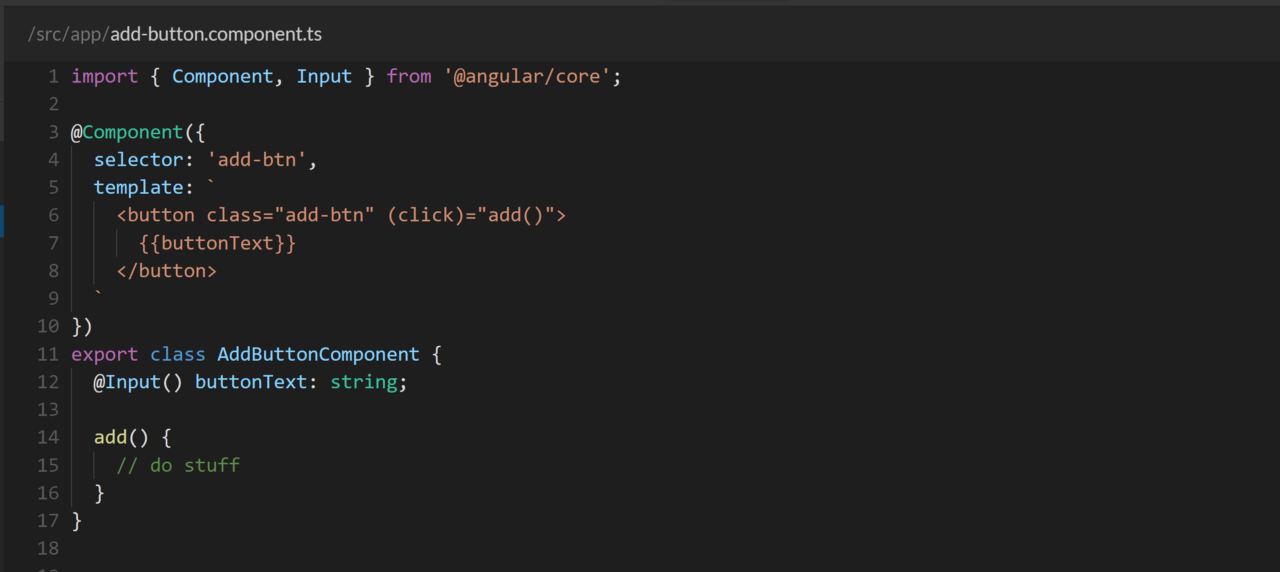 /src/app/add-button.component.ts
1 import { Component, Input } from '@angular/core';
2
3 @Component({
4   selector: 'add-btn',
5   template: `
6     <button class="add-btn" (click)="add()">
7       {{buttonText}}
8     </button>
9   `
10 })
11 export class AddButtonComponent {
12   @Input() buttonText: string;
13
14   add() {
15     // do stuff
16   }
17 }
18